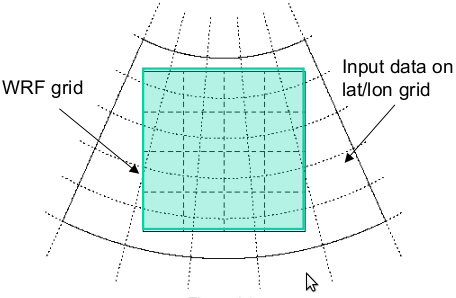 WRF grid
Input data on
lat/lon grid